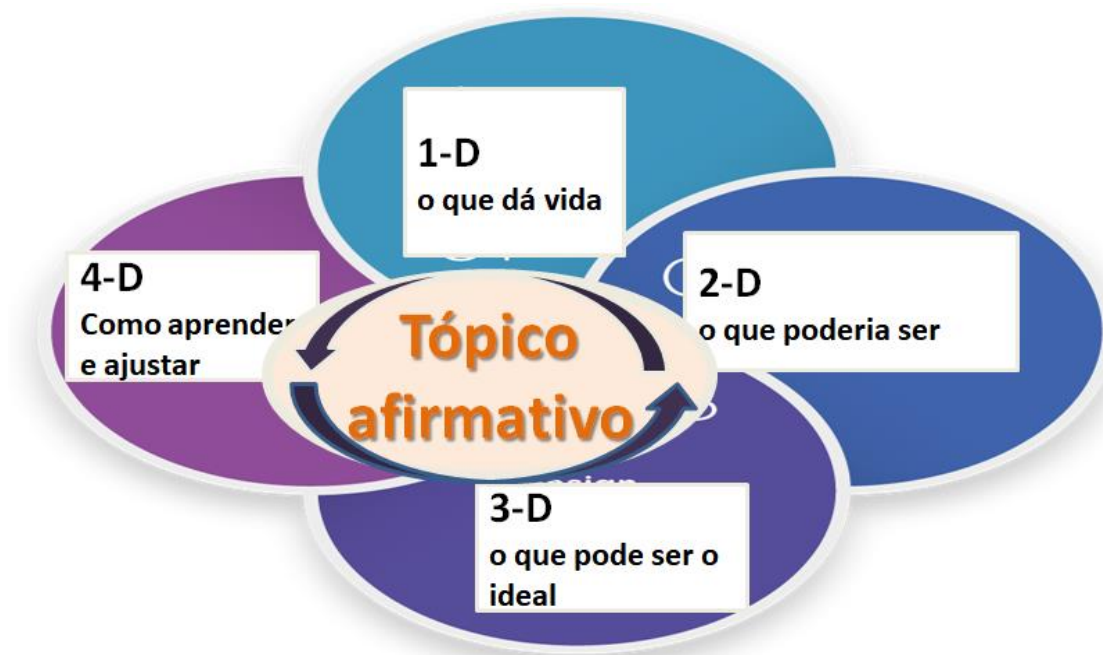 1-D
o que dá vida
2-D
o que poderia ser
3-D
o que pode ser o
ideal
4-D
Como aprender
e ajustar
Tópico
afirmativo